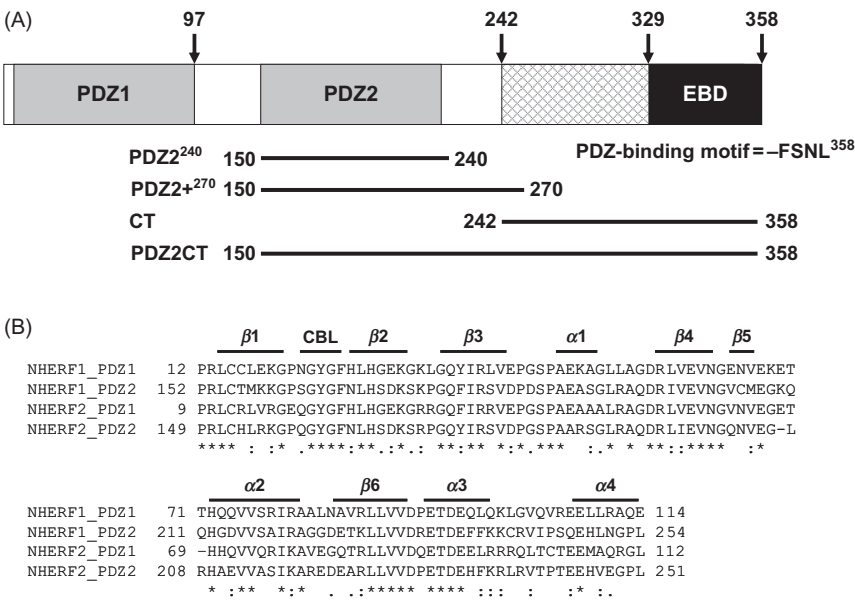 (A)
97 242 329 358
PDZ1 PDZ2 EBD
PDZ2²⁴⁰ 150 240 PDZ-binding motif=–FSNL³⁵⁸
PDZ2+²⁷⁰ 150 270
CT 242 358
PDZ2CT 150 358
(B)
β1 CBL β2 β3 α1 β4 β5
NHERF1_PDZ1 12 PRLCCLEKGPNGYGFHLHGEKGKLGQYIRLVEPGSPAEKAGLLAGDRLVEVNGENVEKET
NHERF1_PDZ2 152 PRLCTMKKGPSGYGFNLHSDKSKPGQFIRSVDPDSPAEASGLRAQDRIVEVNGVCMEGKQ
NHERF2_PDZ1 9 PRLCRLVRGEQGYGFHLHGEKGRRGQFIRRVEPGSPAEAAALRAGDRLVEVNGVNVEGET
NHERF2_PDZ2 149 PRLCHLRKGPQGYGFNLHSDKSRPGQYIRSVDPGSPAARSGLRAQDRLIEVNGQNVEG-L
**** : :* .****:**.:*.: **:** *:*.*** :.* **::**** :*
α2 β6 α3 α4
NHERF1_PDZ1 71 THQQVVSRIRAALNAVRLLVVDPETDEQLQKLGVQVREELLRAQE 114
NHERF1_PDZ2 211 QHGDVVSAIRAGGDETKLLVVDRETDEFFKKCRVIPSQEHLNGPL 254
NHERF2_PDZ1 69 -HHQVVQRIKAVEGQTRLLVVDQETDEELRRRQLTCTEEMAQRGL 112
NHERF2_PDZ2 208 RHAEVVASIKAREDEARLLVVDPETDEHFKRLRVTPTEEHVEGPL 251
* :** *:* . .:***** **** ::: : :* :.